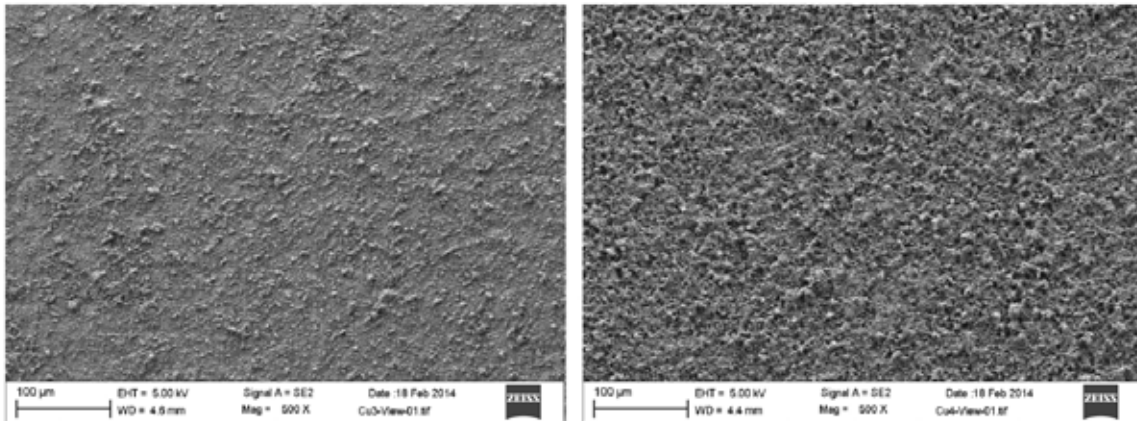 100 µm
EHT = 5.00 kV
Signal A = SE2
Date :18 Feb 2014
WD = 4.6 mm
Mag = 500 X
Cu3-View-01.tif
ZEISS
100 µm
EHT = 5.00 kV
Signal A = SE2
Date :18 Feb 2014
WD = 4.4 mm
Mag = 500 X
Cu4-View-01.tif
ZEISS